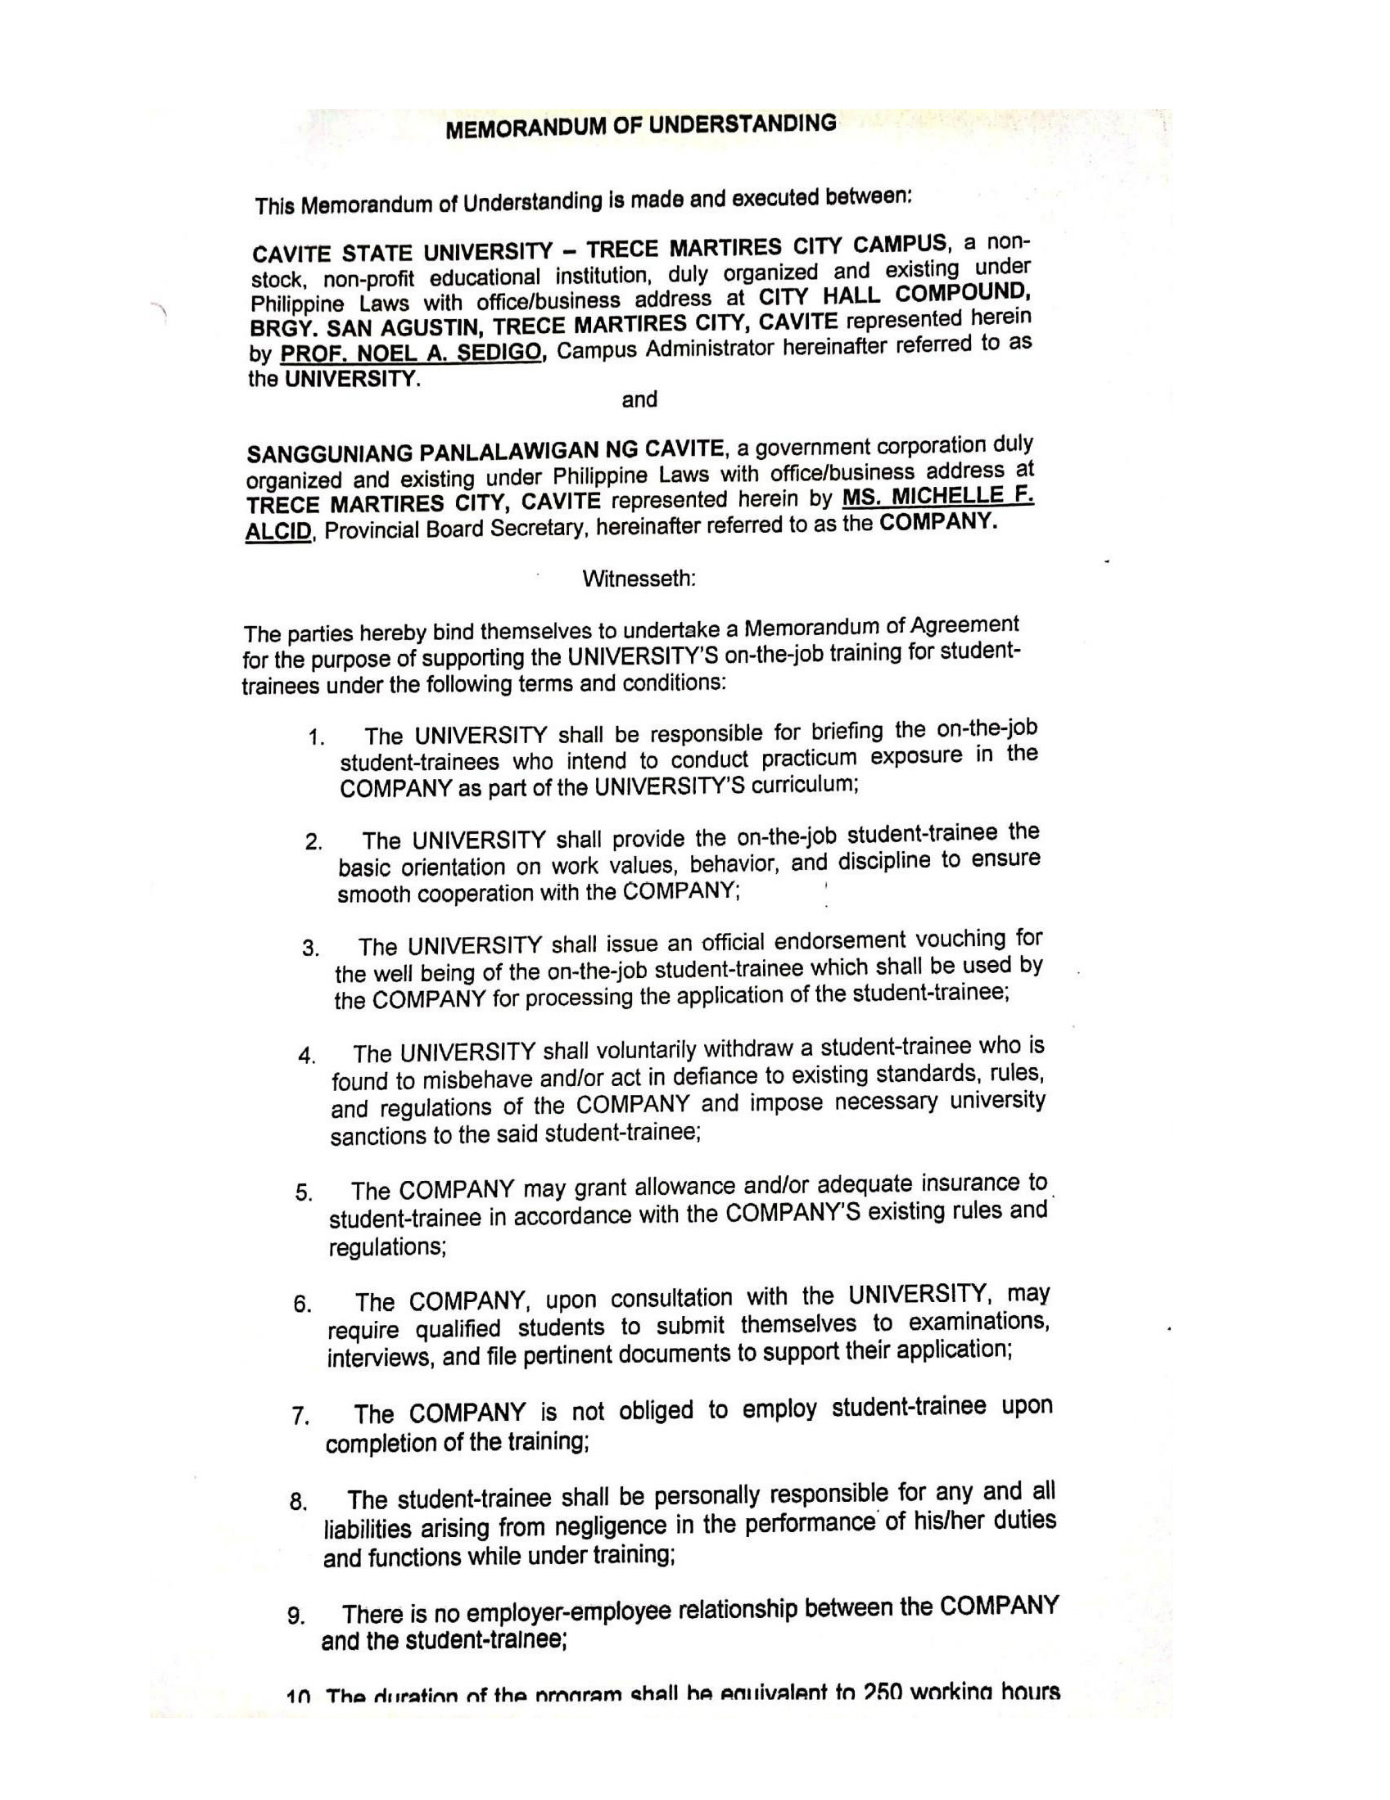 MEMORANDUM OF UNDERSTANDING
This Memorandum of Understanding is made and executed between:
CAVITE STATE UNIVERSITY – TRECE MARTIRES CITY CAMPUS, a non-
stock, non-profit educational institution, duly organized and existing under
Philippine Laws with office/business address at CITY HALL COMPOUND,
BRGY. SAN AGUSTIN, TRECE MARTIRES CITY, CAVITE represented herein
by PROF. NOEL A. SEDIGO, Campus Administrator hereinafter referred to as
the UNIVERSITY.
and
SANGGUNIANG PANLALAWIGAN NG CAVITE, a government corporation duly
organized and existing under Philippine Laws with office/business address at
TRECE MARTIRES CITY, CAVITE represented herein by MS. MICHELLE F.
ALCID, Provincial Board Secretary, hereinafter referred to as the COMPANY.
Witnesseth:
The parties hereby bind themselves to undertake a Memorandum of Agreement
for the purpose of supporting the UNIVERSITY'S on-the-job training for student-
trainees under the following terms and conditions:
1. The UNIVERSITY shall be responsible for briefing the on-the-job
student-trainees who intend to conduct practicum exposure in the
COMPANY as part of the UNIVERSITY'S curriculum;
2. The UNIVERSITY shall provide the on-the-job student-trainee the
basic orientation on work values, behavior, and discipline to ensure
smooth cooperation with the COMPANY;
3. The UNIVERSITY shall issue an official endorsement vouching for
the well being of the on-the-job student-trainee which shall be used by
the COMPANY for processing the application of the student-trainee;
4. The UNIVERSITY shall voluntarily withdraw a student-trainee who is
found to misbehave and/or act in defiance to existing standards, rules,
and regulations of the COMPANY and impose necessary university
sanctions to the said student-trainee;
5. The COMPANY may grant allowance and/or adequate insurance to
student-trainee in accordance with the COMPANY'S existing rules and
regulations;
6. The COMPANY, upon consultation with the UNIVERSITY, may
require qualified students to submit themselves to examinations,
interviews, and file pertinent documents to support their application;
7. The COMPANY is not obliged to employ student-trainee upon
completion of the training;
8. The student-trainee shall be personally responsible for any and all
liabilities arising from negligence in the performance of his/her duties
and functions while under training;
9. There is no employer-employee relationship between the COMPANY
and the student-trainee;
10 The duration of the program shall be equivalent to 250 working hours